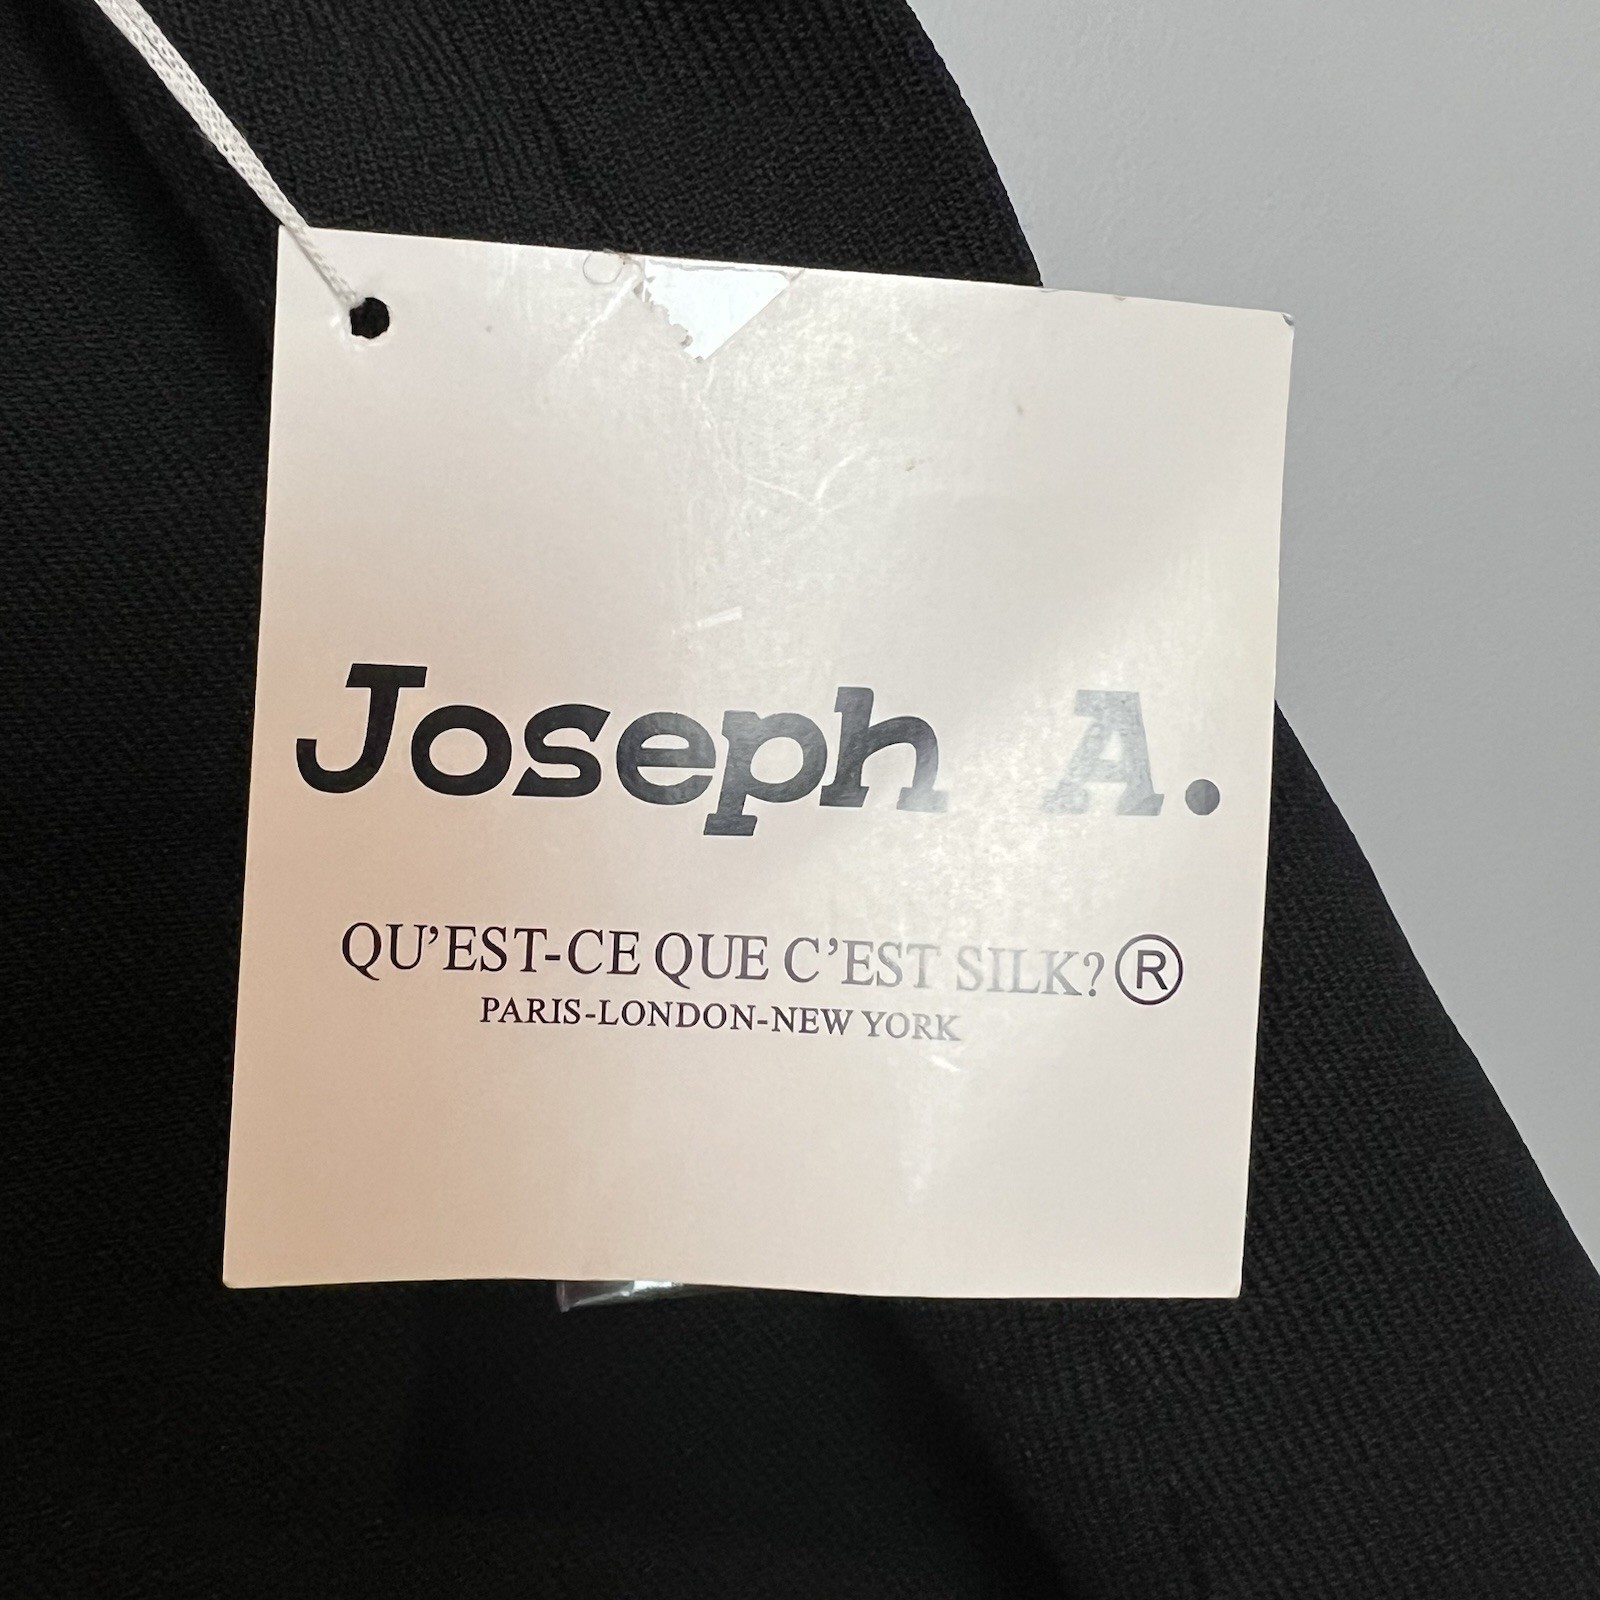 Joseph A.
QU'EST-CE QUE C'EST SILK?®
PARIS-LONDON-NEW YORK